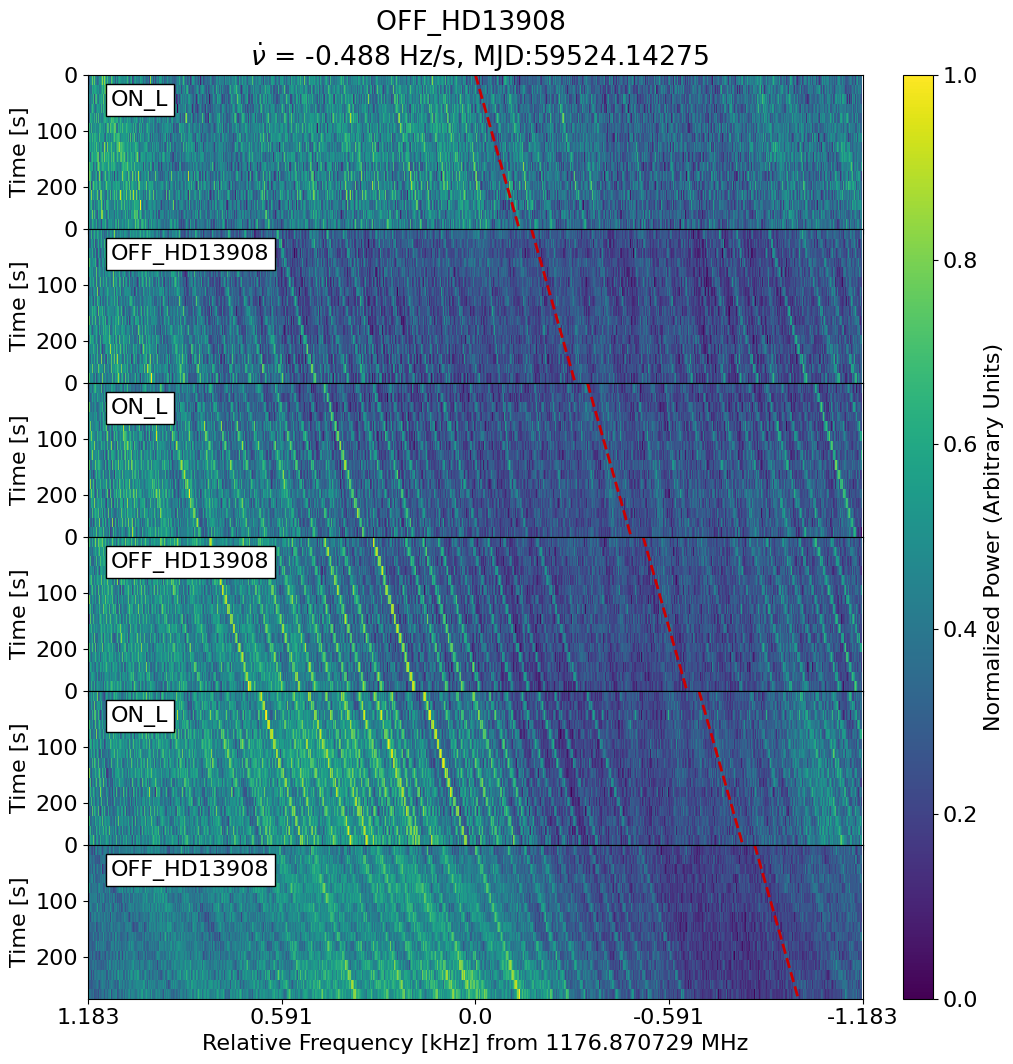 OFF_HD13908
ν̇ = -0.488 Hz/s, MJD:59524.14275
ON_L
OFF_HD13908
ON_L
OFF_HD13908
ON_L
OFF_HD13908
Time [s]
0
100
200
Time [s]
0
100
200
Time [s]
0
100
200
Time [s]
0
100
200
Time [s]
0
100
200
Time [s]
0
100
200
1.183 0.591 0.0 -0.591 -1.183
Relative Frequency [kHz] from 1176.870729 MHz
1.0
0.8
0.6
0.4
0.2
0.0
Normalized Power (Arbitrary Units)